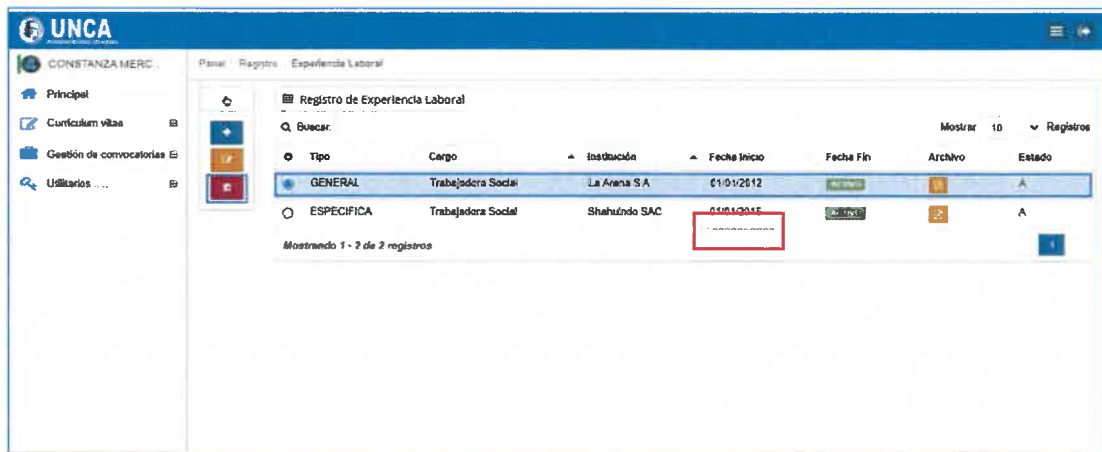 UNCA
CONSTANZA MERC...
Panel Registro Experiencia Laboral
Principal
Curriculum vitae
Gestión de convocatorias
Utilitarios ....
Registro de Experiencia Laboral
Buscar:
Mostrar 10 Registros
Tipo Cargo Institución Fecha Inicio Fecha Fin Archivo Estado
GENERAL Trabajadora Social La Arena S A 01/01/2012 A
ESPECIFICA Trabajadora Social Shahuindo SAC 01/01/2015 A
Mostrando 1 - 2 de 2 registros
1